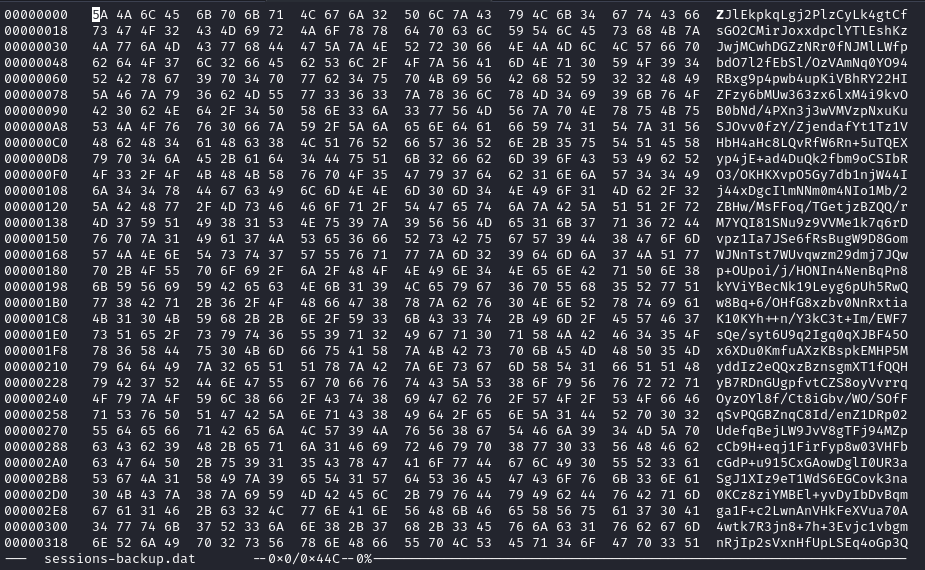 00000000 5A 4A 6C 45 6B 70 6B 71 4C 67 6A 32 50 6C 7A 43 79 4C 6B 34 67 74 43 66 ZJlEkpkqLgj2PlzCyLk4gtCf
00000018 73 47 4F 32 43 4D 69 72 4A 6F 78 78 64 70 63 6C 59 54 6C 45 73 68 4B 7A sGO2CMirJoxxdpclYTlEshKz
00000030 4A 77 6A 4D 43 77 68 44 47 5A 7A 4E 52 72 30 66 4E 4A 4D 6C 4C 57 66 70 JwjMCwhDGZzNRr0fNJMlLWfp
00000048 62 64 4F 37 6C 32 66 45 62 53 6C 2F 4F 7A 56 41 6D 4E 71 30 59 4F 39 34 bdO7l2fEbSl/OzVAmNq0YO94
00000060 52 42 78 67 39 70 34 70 77 62 34 75 70 4B 69 56 42 68 52 59 32 32 48 49 RBxg9p4pwb4upKiVBhRY22HI
00000078 5A 46 7A 79 36 62 4D 55 77 33 36 33 7A 78 36 6C 78 4D 34 69 39 6B 76 4F ZFzy6bMUw363zx6lxM4i9kvO
00000090 42 30 62 4E 64 2F 34 50 58 6E 33 6A 33 77 56 4D 56 7A 70 4E 78 75 4B 75 B0bNd/4PXn3j3wVMVzpNxuKu
000000A8 53 4A 4F 76 76 30 66 7A 59 2F 5A 6A 65 6E 64 61 66 59 74 31 54 7A 31 56 SJOvv0fzY/ZjendafYt1Tz1V
000000C0 48 62 48 34 61 48 63 38 4C 51 76 52 66 57 36 52 6E 2B 35 75 54 51 45 58 HbH4aHc8LQvRfW6Rn+5uTQEX
000000D8 79 70 34 6A 45 2B 61 64 34 44 75 51 6B 32 66 62 6D 39 6F 43 53 49 62 52 yp4jE+ad4DuQk2fbm9oCSIbR
000000F0 4F 33 2F 4F 4B 48 4B 58 76 70 4F 35 47 79 37 64 62 31 6E 6A 57 34 34 49 O3/OKHKXvpO5Gy7db1njW44I
00000108 6A 34 34 78 44 67 63 49 6C 6D 4E 4E 6D 30 6D 34 4E 49 6F 31 4D 62 2F 32 j44xDgcIlmNNm0m4NIo1Mb/2
00000120 5A 42 48 77 2F 4D 73 46 46 6F 71 2F 54 47 65 74 6A 7A 42 5A 51 51 2F 72 ZBHw/MsFFoq/TGetjzBZQQ/r
00000138 4D 37 59 51 49 38 31 53 4E 75 39 7A 39 56 56 4D 65 31 6B 37 71 36 72 44 M7YQI81SNu9z9VVMe1k7q6rD
00000150 76 70 7A 31 49 61 37 4A 53 65 36 66 52 73 42 75 67 57 39 44 38 47 6F 6D vpz1Ia7JSe6fRsBugW9D8Gom
00000168 57 4A 4E 6E 54 73 74 37 57 55 76 71 77 7A 6D 32 39 64 6D 6A 37 4A 51 77 WJNnTst7WUvqwzm29dmj7JQw
00000180 70 2B 4F 55 70 6F 69 2F 6A 2F 48 4F 4E 49 6E 34 4E 65 6E 42 71 50 6E 38 p+OUpoi/j/HONIn4NenBqPn8
00000198 6B 59 56 69 59 42 65 63 4E 6B 31 39 4C 65 79 67 36 70 55 68 35 52 77 51 kYViYBecNk19Leyg6pUh5RwQ
000001B0 77 38 42 71 2B 36 2F 4F 48 66 47 38 78 7A 62 76 30 4E 6E 52 78 74 69 61 w8Bq+6/OHfG8xzbv0NnRxtia
000001C8 4B 31 30 4B 59 68 2B 2B 6E 2F 59 33 6B 43 33 74 2B 49 6D 2F 45 57 46 37 K10KYh++n/Y3kC3t+Im/EWF7
000001E0 73 51 65 2F 73 79 74 36 55 39 71 32 49 67 71 30 71 58 4A 42 46 34 35 4F sQe/syt6U9q2Igq0qXJBF45O
000001F8 78 36 58 44 75 30 4B 6D 66 75 41 58 7A 4B 42 73 70 6B 45 4D 48 50 35 4D x6XDu0KmfuAXzKBspkEMHP5M
00000210 79 64 64 49 7A 32 65 51 51 78 7A 42 7A 6E 73 67 6D 58 54 31 66 51 51 48 yddIz2eQQxzBznsgmXT1fQQH
00000228 79 42 37 52 44 6E 47 55 67 70 66 76 74 43 5A 53 38 6F 79 56 76 72 72 71 yB7RDnGUgpfvtCZS8oyVvrrq
00000240 4F 79 7A 4F 59 6C 38 66 2F 43 74 38 69 47 62 76 2F 57 4F 2F 53 4F 66 46 OyzOYl8f/Ct8iGbv/WO/SOfF
00000258 71 53 76 50 51 47 42 5A 6E 71 43 38 49 64 2F 65 6E 5A 31 44 52 70 30 32 qSvPQGBZnqC8Id/enZ1DRp02
00000270 55 64 65 66 71 42 65 6A 4C 57 39 4A 76 56 38 67 54 46 6A 39 34 4D 5A 70 UdefqBejLW9JvV8gTFj94MZp
00000288 63 43 62 39 48 2B 65 71 6A 31 46 69 72 46 79 70 38 77 30 33 56 48 46 62 cCb9H+eqj1FirFyp8w03VHFb
000002A0 63 47 64 50 2B 75 39 31 35 43 78 47 41 6F 77 44 67 6C 49 30 55 52 33 61 cGdP+u915CxGAowDglI0UR3a
000002B8 53 67 4A 31 58 49 7A 39 65 54 31 57 64 53 36 45 47 43 6F 76 6B 33 6E 61 SgJ1XIz9eT1WdS6EGCovk3na
000002D0 30 4B 43 7A 38 7A 69 59 4D 42 45 6C 2B 79 76 44 79 49 62 44 76 42 71 6D 0KCz8ziYMBEl+yvDyIbDvBqm
000002E8 67 61 31 46 2B 63 32 4C 77 6E 41 6E 56 48 6B 46 65 58 56 75 61 37 30 41 ga1F+c2LwnAnVHkFeXVua70A
00000300 34 77 74 6B 37 52 33 6A 6E 38 2B 37 68 2B 33 45 76 6A 63 31 76 62 67 6D 4wtk7R3jn8+7h+3Evjc1vbgm
00000318 6E 52 6A 49 70 32 73 56 78 6E 48 66 55 70 4C 53 45 71 34 6F 47 70 33 51 nRjIp2sVxnHfUpLSEq4oGp3Q
── sessions-backup.dat --0×0/0×44C--0%